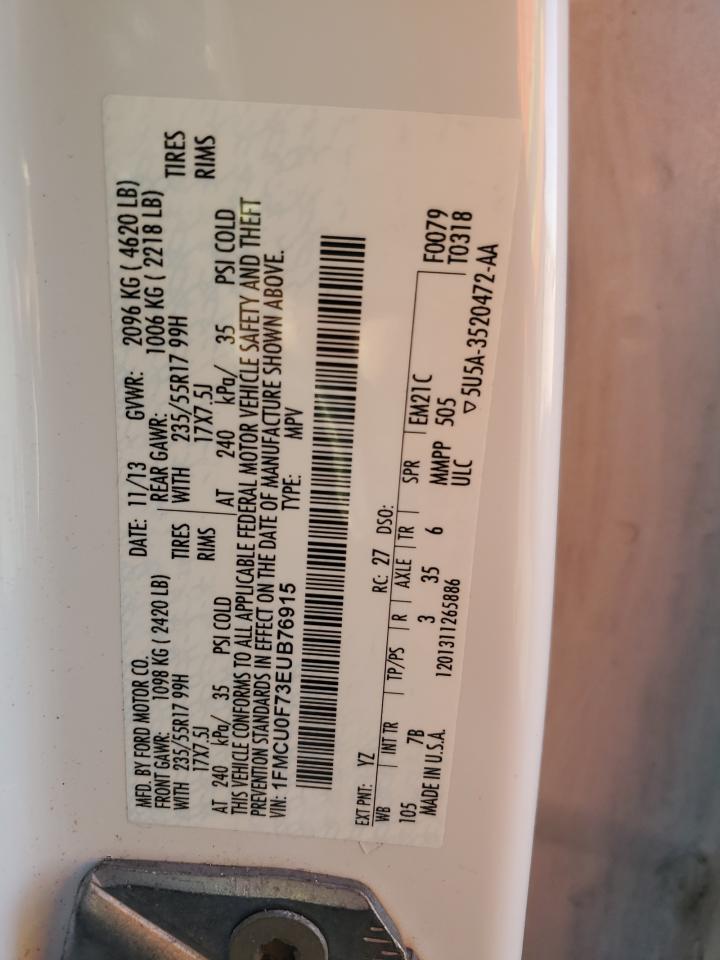 MFD. BY FORD MOTOR CO. DATE: 11/13 GVWR: 2096 KG ( 4620 LB)
FRONT GAWR: 1098 KG ( 2420 LB) REAR GAWR: 1006 KG ( 2218 LB)
WITH 235/55R17 99H TIRES WITH 235/55R17 99H TIRES
17X7.5J RIMS 17X7.5J RIMS
AT 240 kPa/ 35 PSI COLD AT 240 kPa/ 35 PSI COLD
THIS VEHICLE CONFORMS TO ALL APPLICABLE FEDERAL MOTOR VEHICLE SAFETY AND THEFT
PREVENTION STANDARDS IN EFFECT ON THE DATE OF MANUFACTURE SHOWN ABOVE.
VIN: 1FMCU0F73EUB76915 TYPE: MPV
EXT PNT: YZ RC: 27 DSO: F0079
WB INT TR TP/PS R AXLE TR SPR EM21C T0318
105 7B 3 35 6 MMPP 505
MADE IN U.S.A. 1201311265886 ULC ▽5U5A-3520472-AA